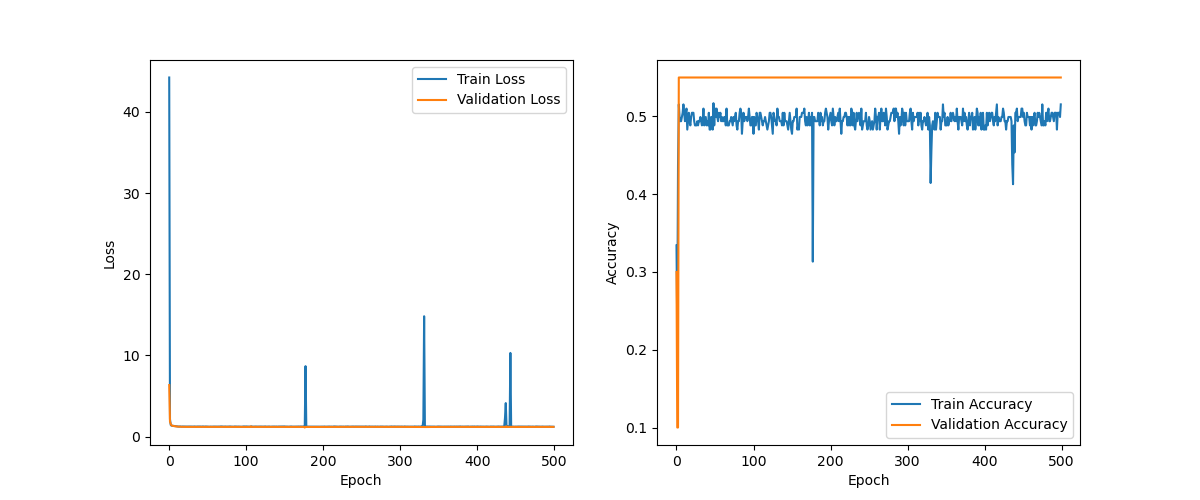 Train Loss
Validation Loss
40
30
20
10
0
Loss
0 100 200 300 400 500
Epoch
0.5
0.4
0.3
0.2
0.1
Accuracy
Train Accuracy
Validation Accuracy
0 100 200 300 400 500
Epoch